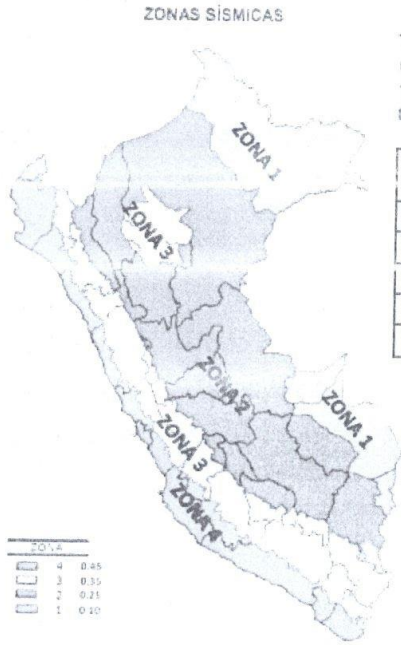 ZONAS SÍSMICAS
ZONA 1
ZONA 3
ZONA 2
ZONA 1
ZONA 3
ZONA 4
ZONA
4 0.45
3 0.35
2 0.25
1 0.10